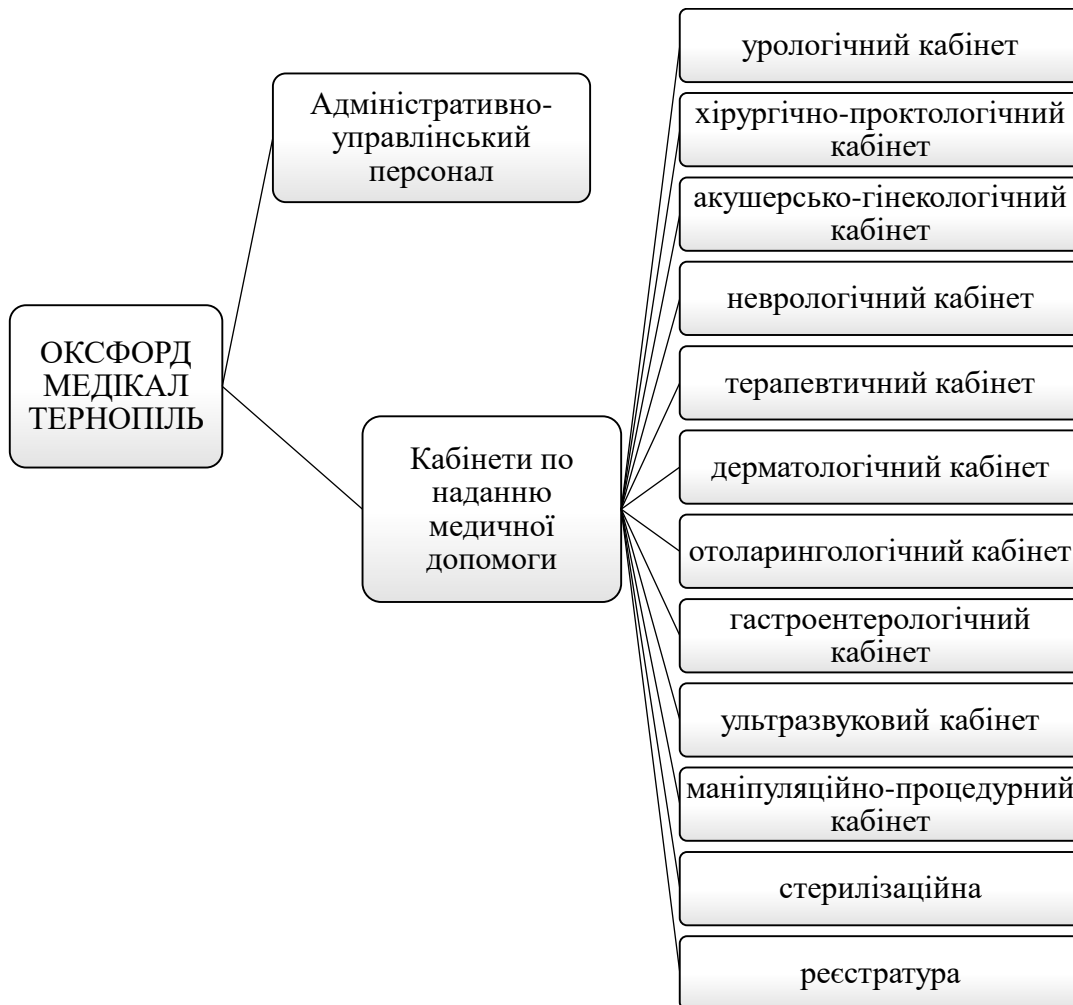 ОКСФОРД
МЕДІКАЛ
ТЕРНОПІЛЬ
Адміністративно-
управлінський
персонал
Кабінети по
наданню
медичної
допомоги
урологічний кабінет
хірургічно-проктологічний
кабінет
акушерсько-гінекологічний
кабінет
неврологічний кабінет
терапевтичний кабінет
дерматологічний кабінет
отоларингологічний кабінет
гастроентерологічний
кабінет
ультразвуковий кабінет
маніпуляційно-процедурний
кабінет
стерилізаційна
реєстратура